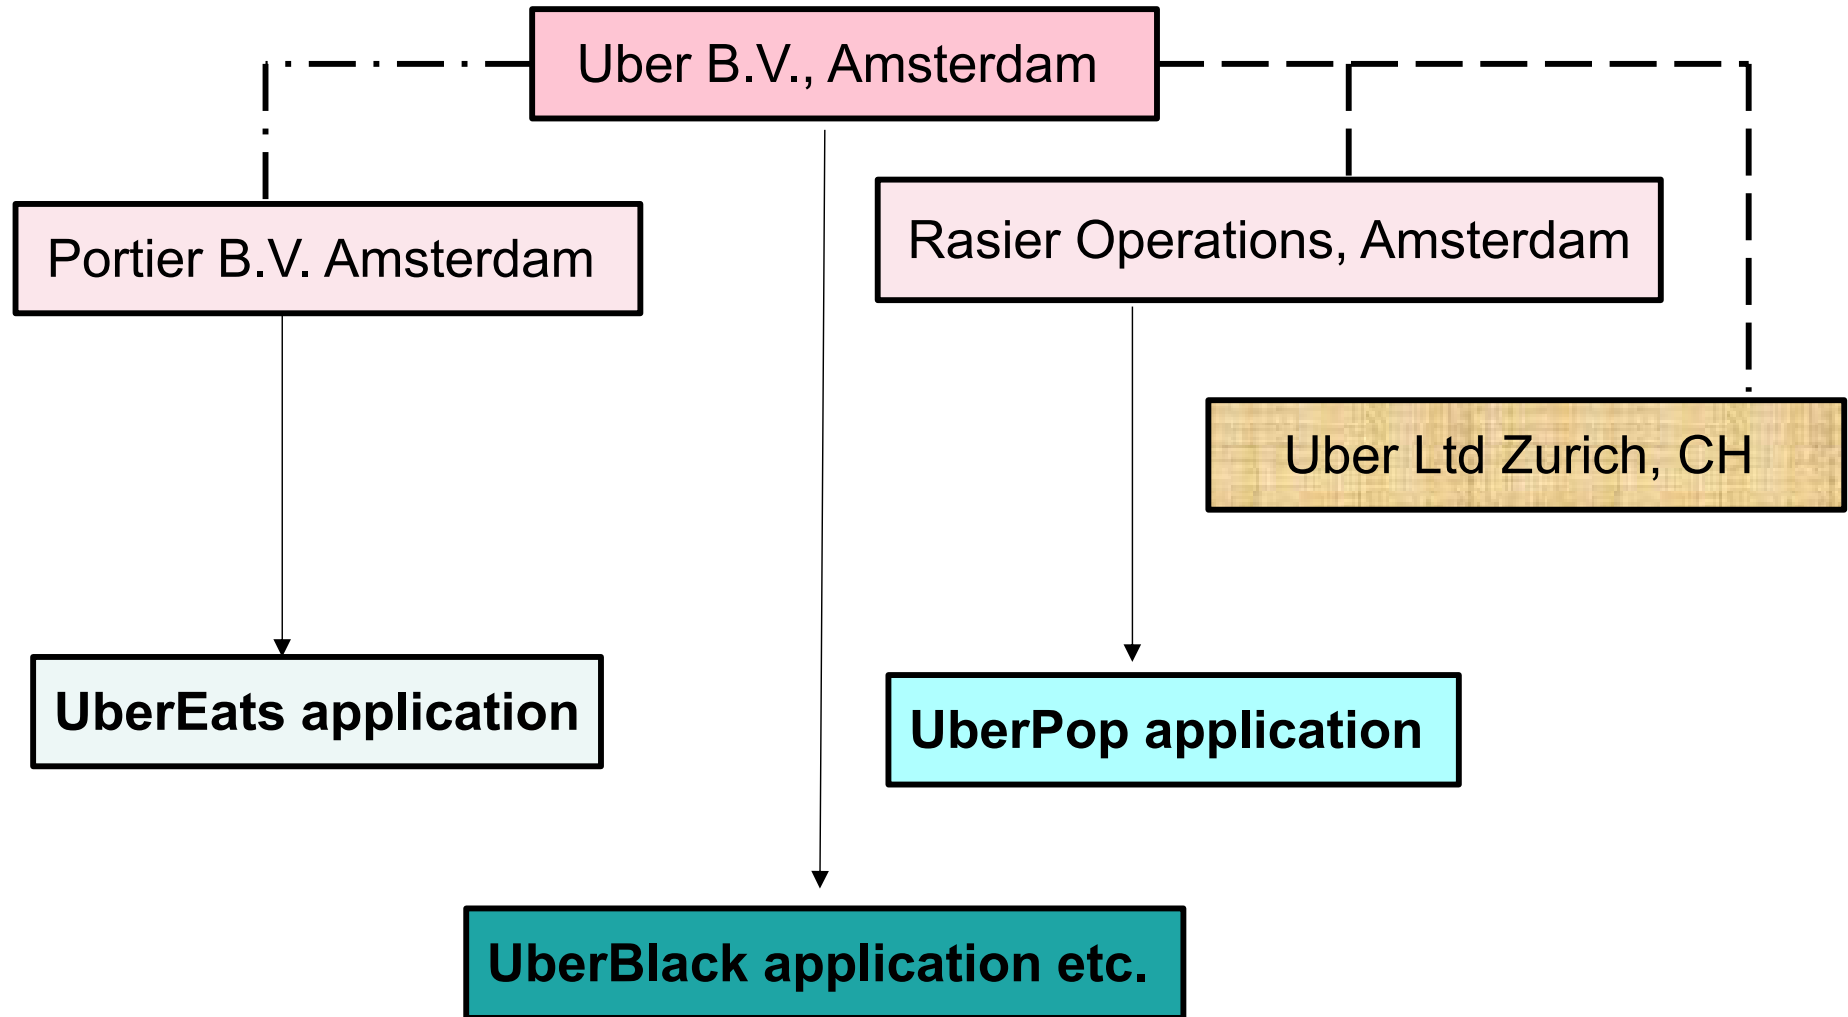 Uber B.V., Amsterdam
Portier B.V. Amsterdam
Rasier Operations, Amsterdam
Uber Ltd Zurich, CH
UberEats application
UberPop application
UberBlack application etc.